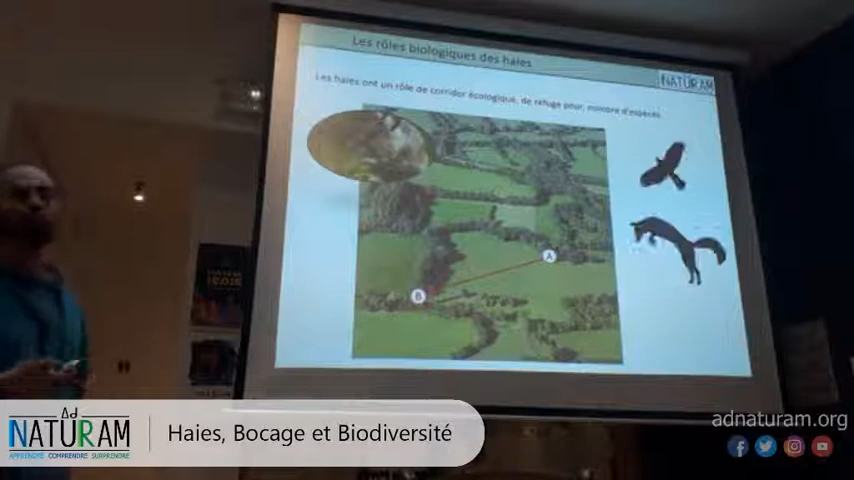 Les rôles biologiques des haies
NATURAM
Les haies ont un rôle de corridor écologique, de refuge pour, nombre d'espèces
A
B
Ad
NATURAM
APPRENDRE COMPRENDRE SURPRENDRE
Haies, Bocage et Biodiversité
adnaturam.org